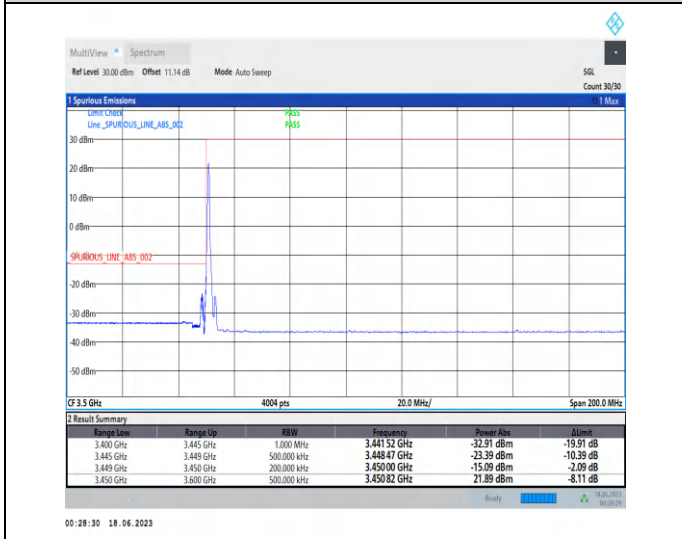 MultiView Spectrum
Ref Level 30.00 dBm Offset 11.14 dB Mode Auto Sweep SGL
Count 30/30
1 Spurious Emissions 1 Max
Limit Check PASS
Line _SPURIOUS_LINE_ABS_002 PASS
30 dBm
20 dBm
10 dBm
0 dBm
SPURIOUS_LINE_ABS_002
-20 dBm
-30 dBm
-40 dBm
-50 dBm
CF 3.5 GHz 4004 pts 20.0 MHz/ Span 200.0 MHz
2 Result Summary
Range Low Range Up RBW Frequency Power Abs ΔLimit
3.400 GHz 3.445 GHz 1.000 MHz 3.441 52 GHz -32.91 dBm -19.91 dB
3.445 GHz 3.449 GHz 500.000 kHz 3.448 47 GHz -23.39 dBm -10.39 dB
3.449 GHz 3.450 GHz 200.000 kHz 3.450 00 GHz -15.09 dBm -2.09 dB
3.450 GHz 3.600 GHz 500.000 kHz 3.450 82 GHz 21.89 dBm -8.11 dB
Ready 18.06.2023
00:28:29
00:28:30 18.06.2023